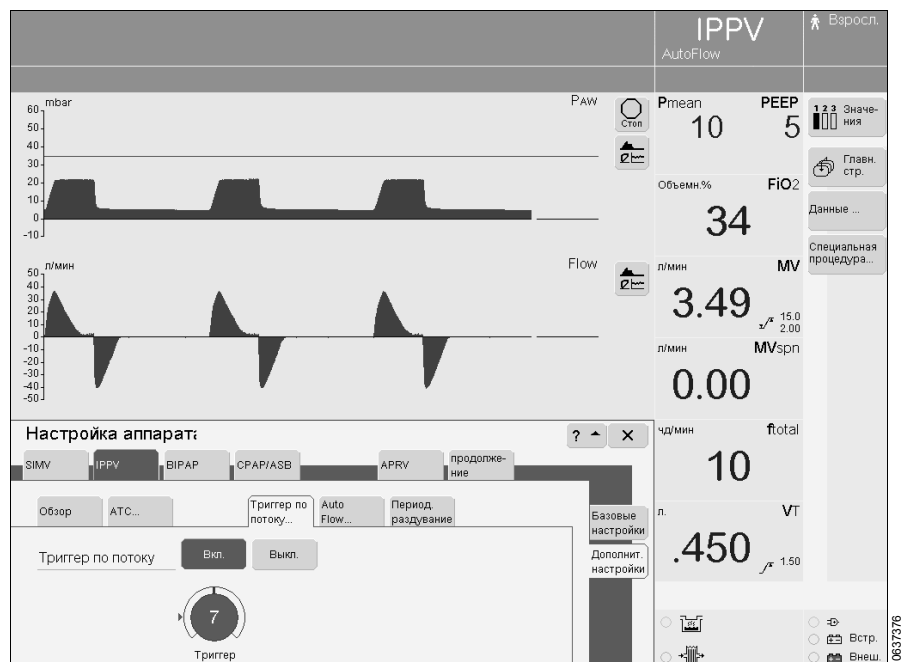 IPPV
AutoFlow
Взросл.
mbar
Paw
60
50
40
30
20
10
0
-10
Стоп
Pmean
10
PEEP
5
1 2 3 Значе-
ния
Главн.
стр.
Данные ...
Специальная
процедура...
Объемн.%
FiO2
34
л/мин
Flow
50
40
30
20
10
0
-10
-20
-30
-40
-50
л/мин
MV
3.49
15.0
2.00
л/мин
MVspn
0.00
чд/мин
ftotal
10
л.
VT
.450
1.50
Настройка аппарата
?
×
SIMV
IPPV
BIPAP
CPAP/ASB
APRV
продолже-
ние
Обзор
ATC...
Триггер по
потоку...
Auto
Flow...
Период.
раздувание
Базовые
настройки
Дополнит.
настройки
Триггер по потоку
Вкл.
Выкл.
7
Триггер
Встр.
Внеш.
0637376